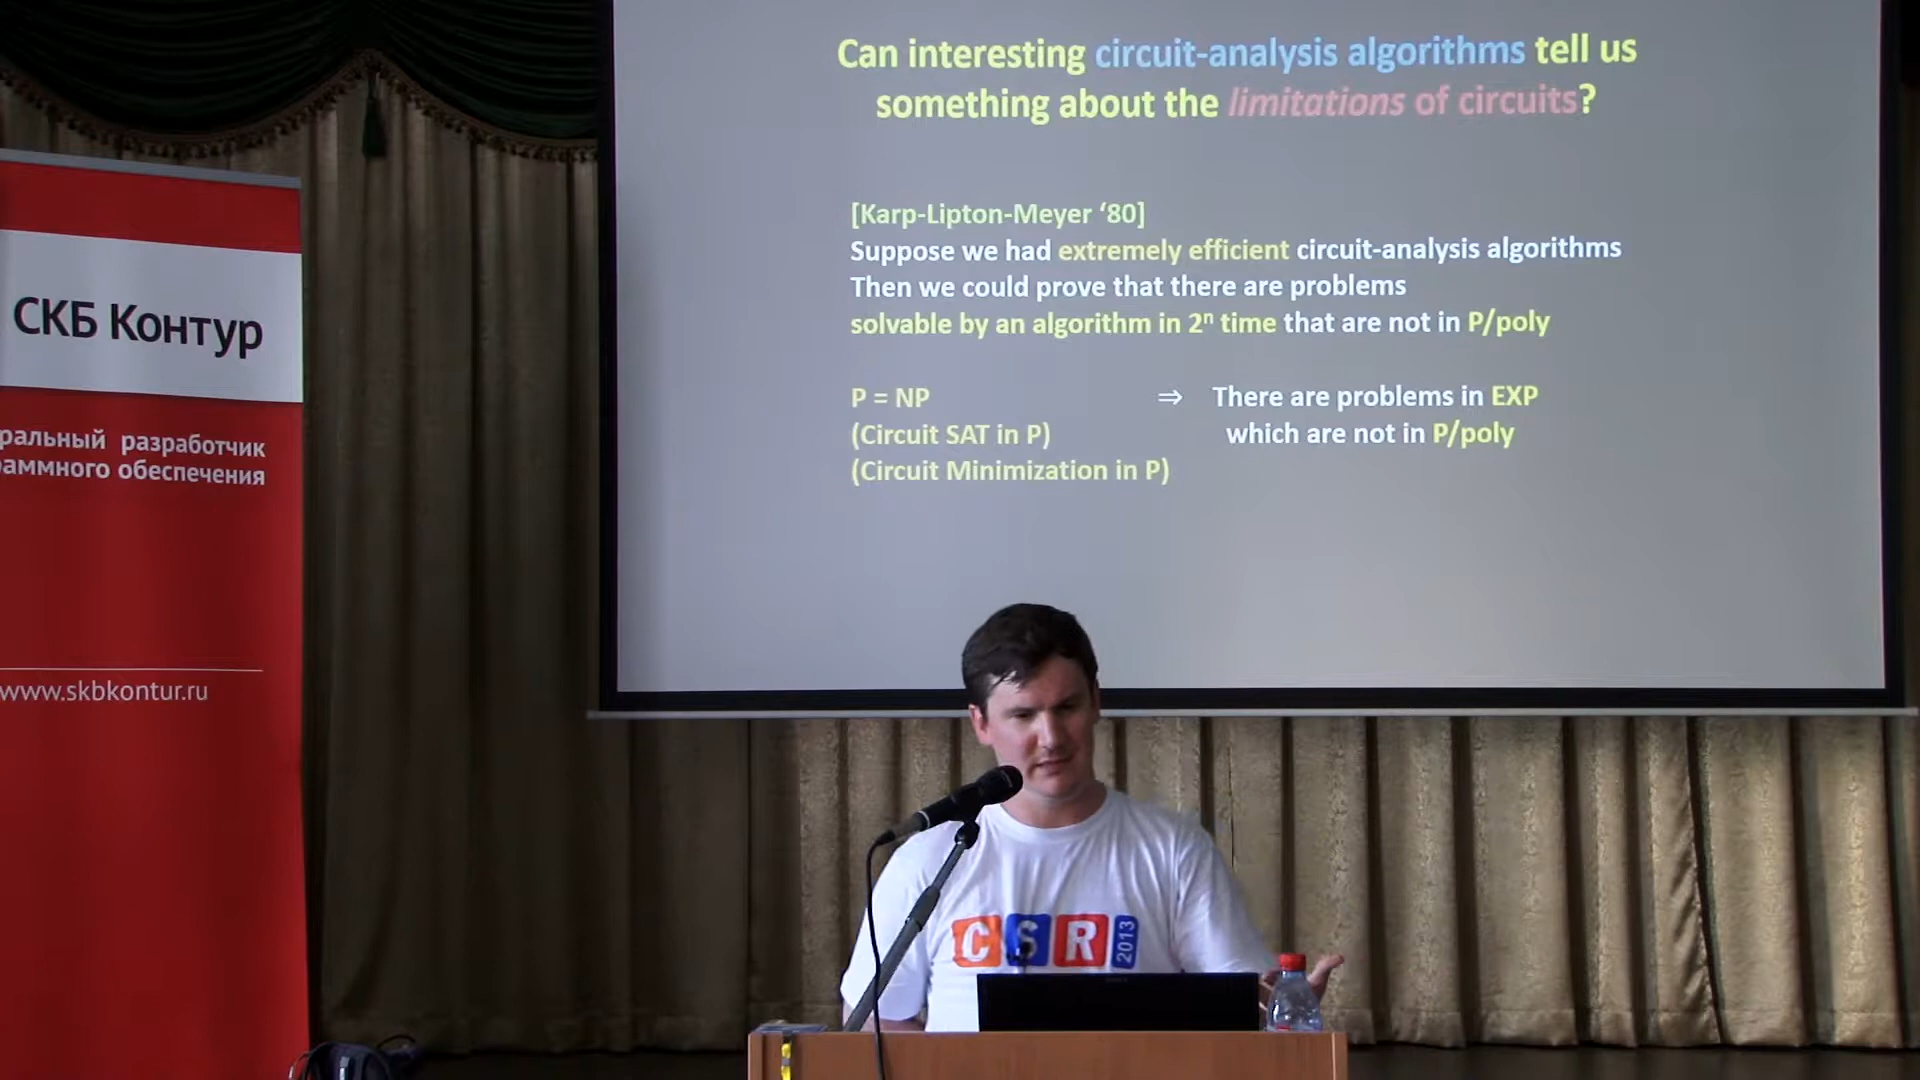 Can interesting circuit-analysis algorithms tell us
something about the limitations of circuits?
[Karp-Lipton-Meyer ‘80]
Suppose we had extremely efficient circuit-analysis algorithms
Then we could prove that there are problems
solvable by an algorithm in 2ⁿ time that are not in P/poly
P = NP ⇒ There are problems in EXP
(Circuit SAT in P) which are not in P/poly
(Circuit Minimization in P)
СКБ Контур
ральный разработчик
раммного обеспечения
www.skbkontur.ru
CSR 2013